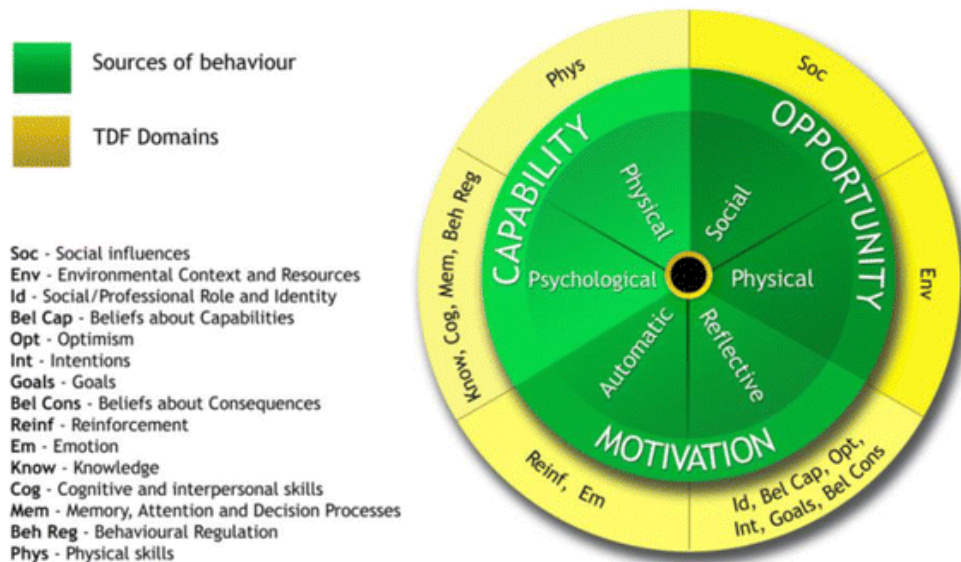 Sources of behaviour
TDF Domains
Soc - Social influences
Env - Environmental Context and Resources
Id - Social/Professional Role and Identity
Bel Cap - Beliefs about Capabilities
Opt - Optimism
Int - Intentions
Goals - Goals
Bel Cons - Beliefs about Consequences
Reinf - Reinforcement
Em - Emotion
Know - Knowledge
Cog - Cognitive and interpersonal skills
Mem - Memory, Attention and Decision Processes
Beh Reg - Behavioural Regulation
Phys - Physical skills
Phys
Soc
Env
Id, Bel Cap, Opt,
Int, Goals, Bel Cons
Reinf, Em
Know, Cog, Mem, Beh Reg
CAPABILITY
OPPORTUNITY
MOTIVATION
Physical
Social
Physical
Reflective
Automatic
Psychological